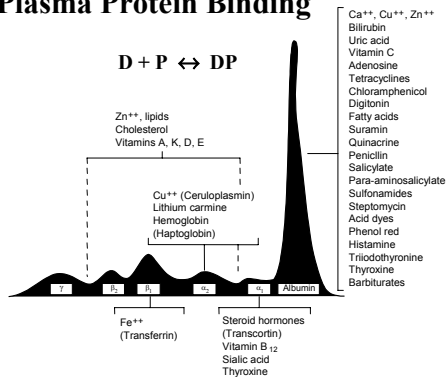 Plasma Protein Binding
D + P ↔ DP
Zn++, lipids
Cholesterol
Vitamins A, K, D, E
Cu++ (Ceruloplasmin)
Lithium carmine
Hemoglobin
(Haptoglobin)
Ca++, Cu++, Zn++
Bilirubin
Uric acid
Vitamin C
Adenosine
Tetracyclines
Chloramphenicol
Digitonin
Fatty acids
Suramin
Quinacrine
Penicllin
Salicylate
Para-aminosalicylate
Sulfonamides
Steptomycin
Acid dyes
Phenol red
Histamine
Triiodothyronine
Thyroxine
Barbiturates
γ β2 β1 α2 α1 Albumin
Fe++
(Transferrin)
Steroid hormones
(Transcortin)
Vitamin B12
Sialic acid
Thyroxine